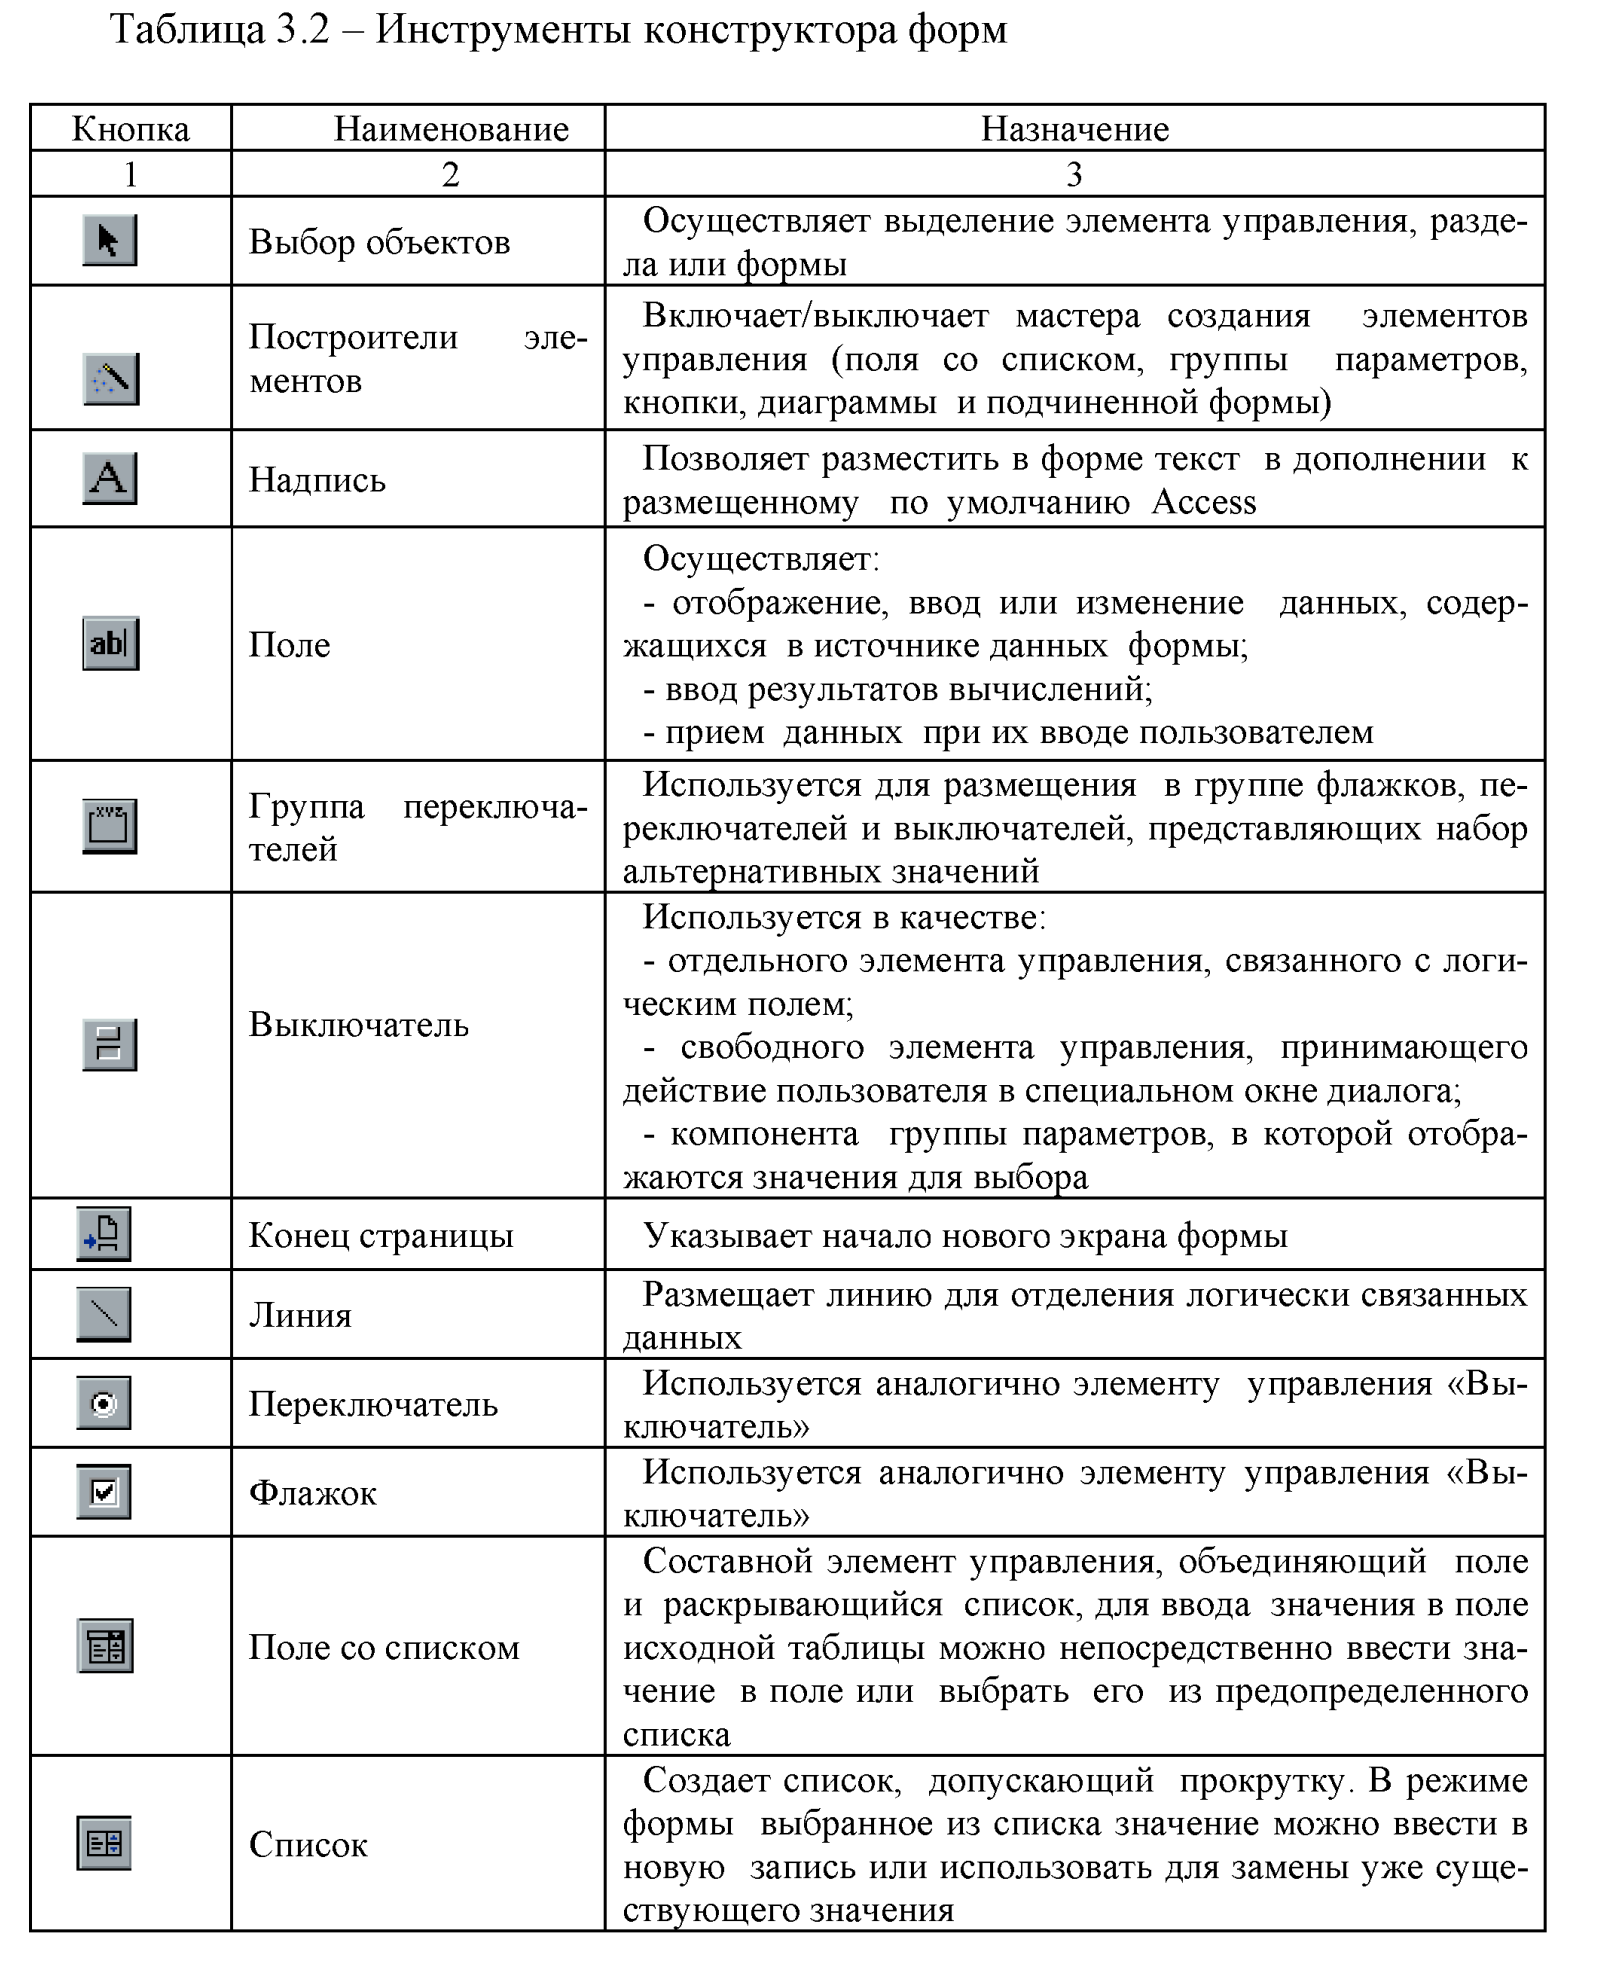 Таблица 3.2 – Инструменты конструктора форм
Кнопка Наименование Назначение
1 2 3
Выбор объектов
Осуществляет выделение элемента управления, разде-
ла или формы
Построители эле-
ментов
Включает/выключает мастера создания элементов
управления (поля со списком, группы параметров,
кнопки, диаграммы и подчиненной формы)
A
Надпись
Позволяет разместить в форме текст в дополнении к
размещенному по умолчанию Access
ab|
Поле
Осуществляет:
- отображение, ввод или изменение данных, содер-
жащихся в источнике данных формы;
- ввод результатов вычислений;
- прием данных при их вводе пользователем
XYZ
Группа переключа-
телей
Используется для размещения в группе флажков, пе-
реключателей и выключателей, представляющих набор
альтернативных значений
Выключатель
Используется в качестве:
- отдельного элемента управления, связанного с логи-
ческим полем;
- свободного элемента управления, принимающего
действие пользователя в специальном окне диалога;
- компонента группы параметров, в которой отобра-
жаются значения для выбора
Конец страницы
Указывает начало нового экрана формы
Линия
Размещает линию для отделения логически связанных
данных
Переключатель
Используется аналогично элементу управления «Вы-
ключатель»
Флажок
Используется аналогично элементу управления «Вы-
ключатель»
Поле со списком
Составной элемент управления, объединяющий поле
и раскрывающийся список, для ввода значения в поле
исходной таблицы можно непосредственно ввести зна-
чение в поле или выбрать его из предопределенного
списка
Список
Создает список, допускающий прокрутку. В режиме
формы выбранное из списка значение можно ввести в
новую запись или использовать для замены уже суще-
ствующего значения